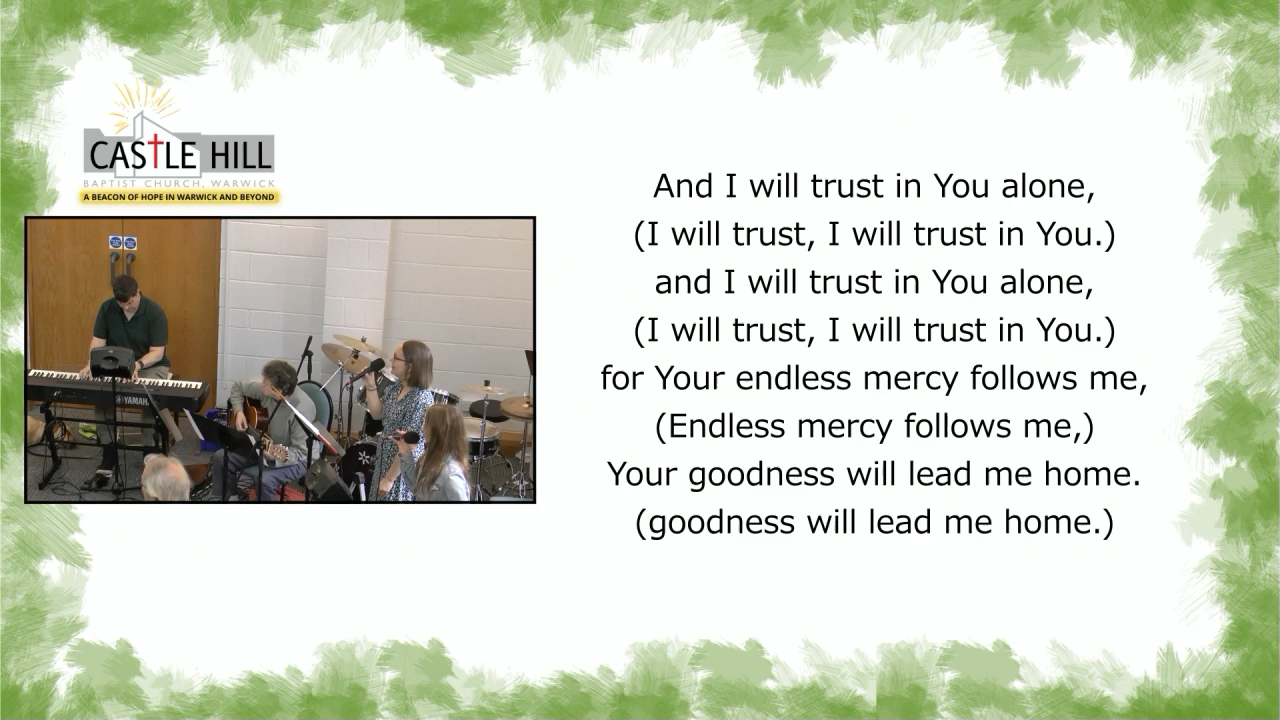 CASTLE HILL
BAPTIST CHURCH, WARWICK
A BEACON OF HOPE IN WARWICK AND BEYOND
And I will trust in You alone,
(I will trust, I will trust in You.)
and I will trust in You alone,
(I will trust, I will trust in You.)
for Your endless mercy follows me,
(Endless mercy follows me,)
Your goodness will lead me home.
(goodness will lead me home.)
YAMAHA